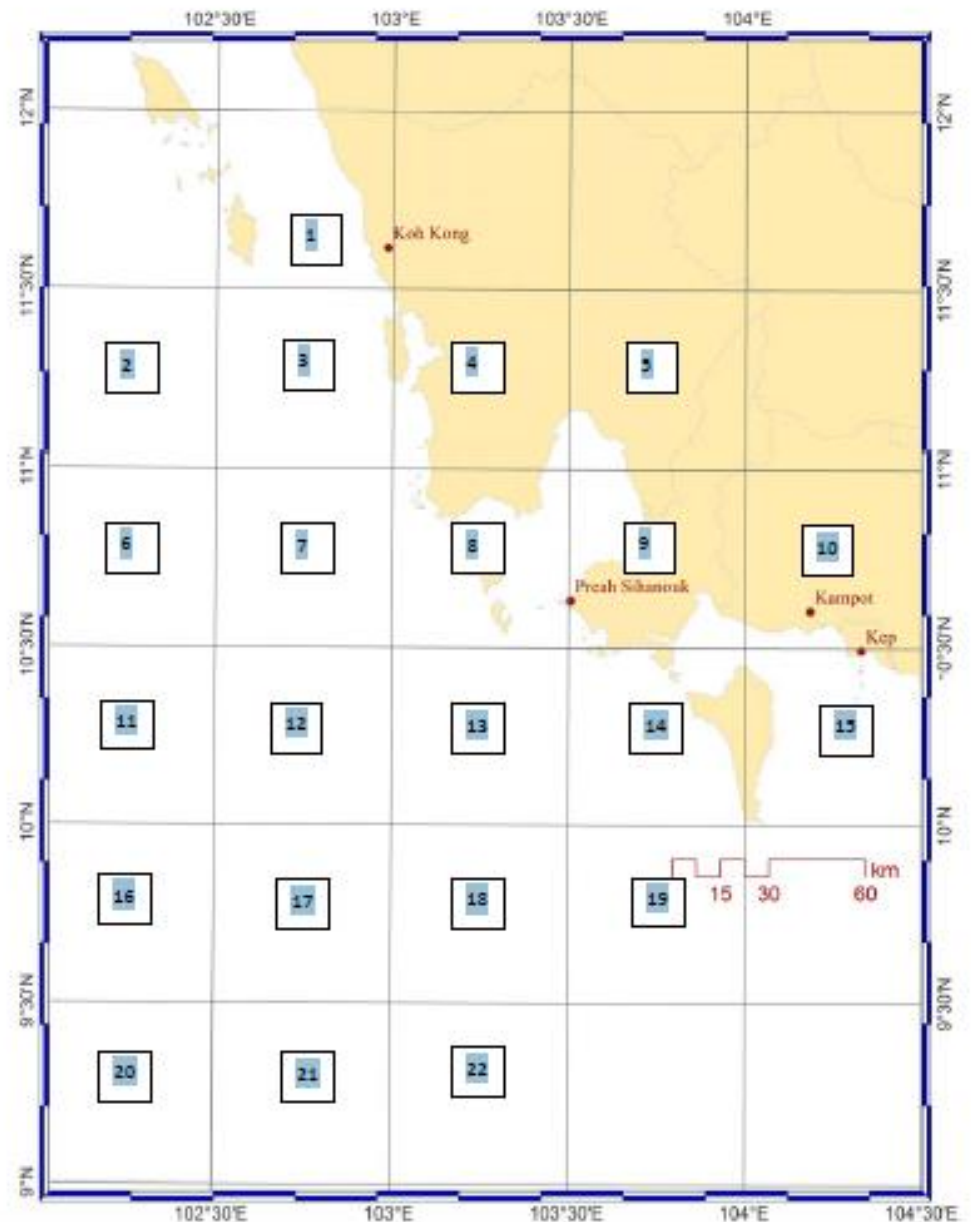 102°30'E 103°E 103°30'E 104°E
12°N 12°N
1 Koh Kong
11°30'N 11°30'N
2 3 4 5
11°N 11°N
6 7 8 9 10
Preah Sihanouk
Kampot
Kep
10°30'N -0°30'N
11 12 13 14 15
10°N 10°N
km
15 30 60
16 17 18 19
9°30'N 9°30'N
20 21 22
9°N
102°30'E 103°E 103°30'E 104°E 104°30'E